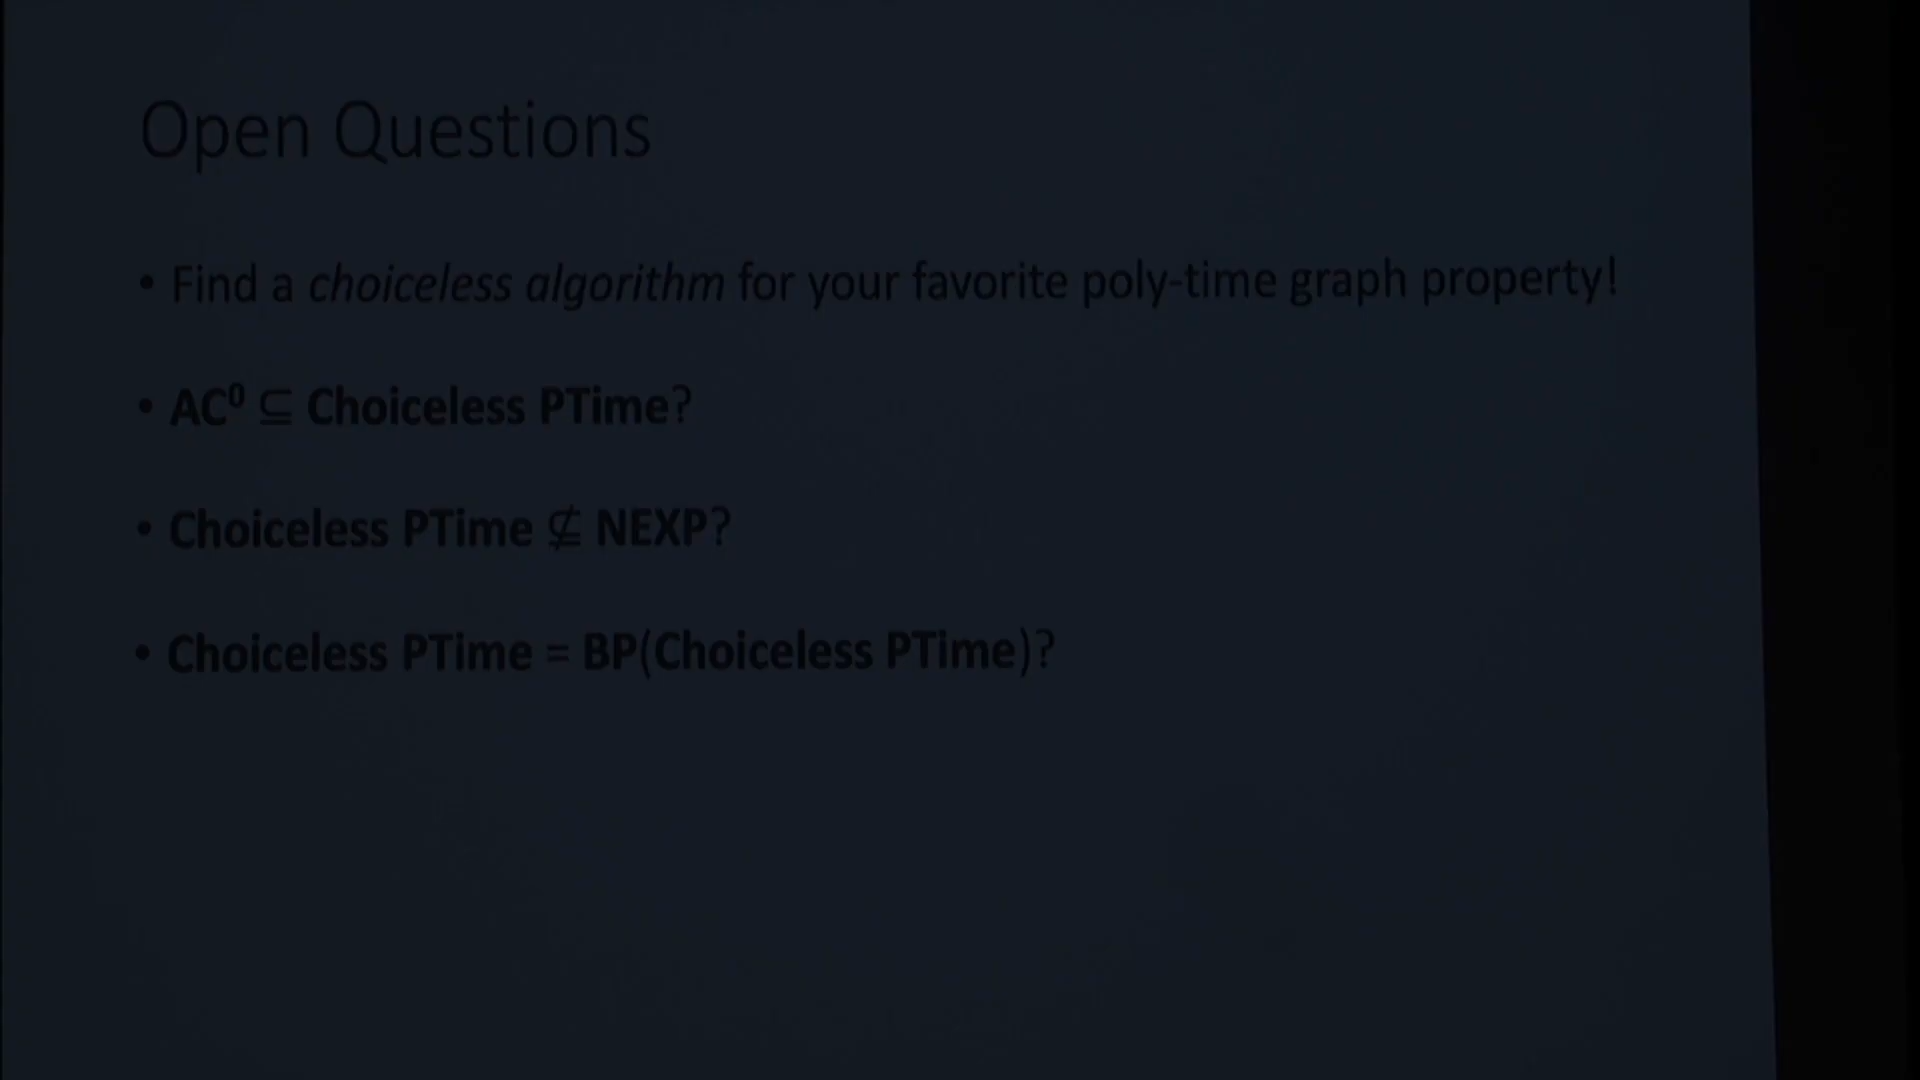 Open Questions
• Find a choiceless algorithm for your favorite poly-time graph property!
• AC⁰ ⊆ Choiceless PTime?
• Choiceless PTime ⊈ NEXP?
• Choiceless PTime = BP(Choiceless PTime)?